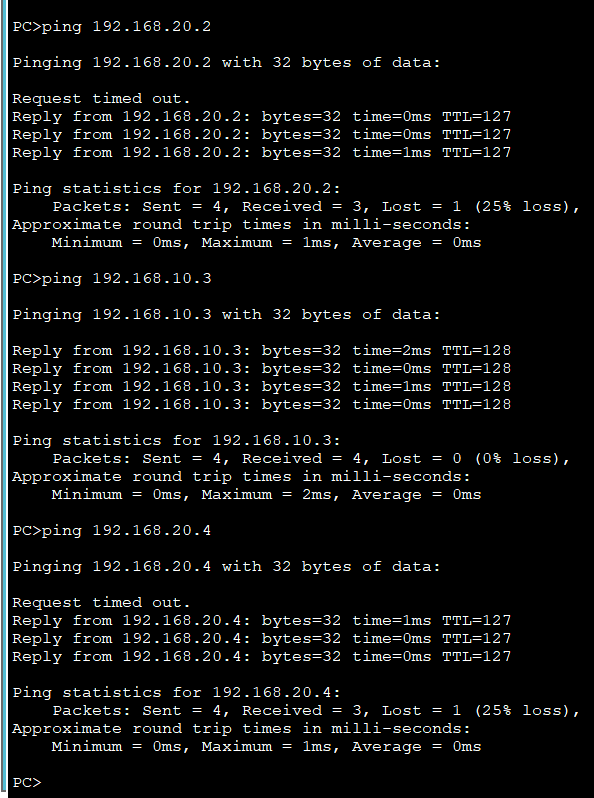 PC>ping 192.168.20.2
Pinging 192.168.20.2 with 32 bytes of data:
Request timed out.
Reply from 192.168.20.2: bytes=32 time=0ms TTL=127
Reply from 192.168.20.2: bytes=32 time=0ms TTL=127
Reply from 192.168.20.2: bytes=32 time=1ms TTL=127
Ping statistics for 192.168.20.2:
    Packets: Sent = 4, Received = 3, Lost = 1 (25% loss),
Approximate round trip times in milli-seconds:
    Minimum = 0ms, Maximum = 1ms, Average = 0ms
PC>ping 192.168.10.3
Pinging 192.168.10.3 with 32 bytes of data:
Reply from 192.168.10.3: bytes=32 time=2ms TTL=128
Reply from 192.168.10.3: bytes=32 time=0ms TTL=128
Reply from 192.168.10.3: bytes=32 time=1ms TTL=128
Reply from 192.168.10.3: bytes=32 time=0ms TTL=128
Ping statistics for 192.168.10.3:
    Packets: Sent = 4, Received = 4, Lost = 0 (0% loss),
Approximate round trip times in milli-seconds:
    Minimum = 0ms, Maximum = 2ms, Average = 0ms
PC>ping 192.168.20.4
Pinging 192.168.20.4 with 32 bytes of data:
Request timed out.
Reply from 192.168.20.4: bytes=32 time=1ms TTL=127
Reply from 192.168.20.4: bytes=32 time=0ms TTL=127
Reply from 192.168.20.4: bytes=32 time=0ms TTL=127
Ping statistics for 192.168.20.4:
    Packets: Sent = 4, Received = 3, Lost = 1 (25% loss),
Approximate round trip times in milli-seconds:
    Minimum = 0ms, Maximum = 1ms, Average = 0ms
PC>